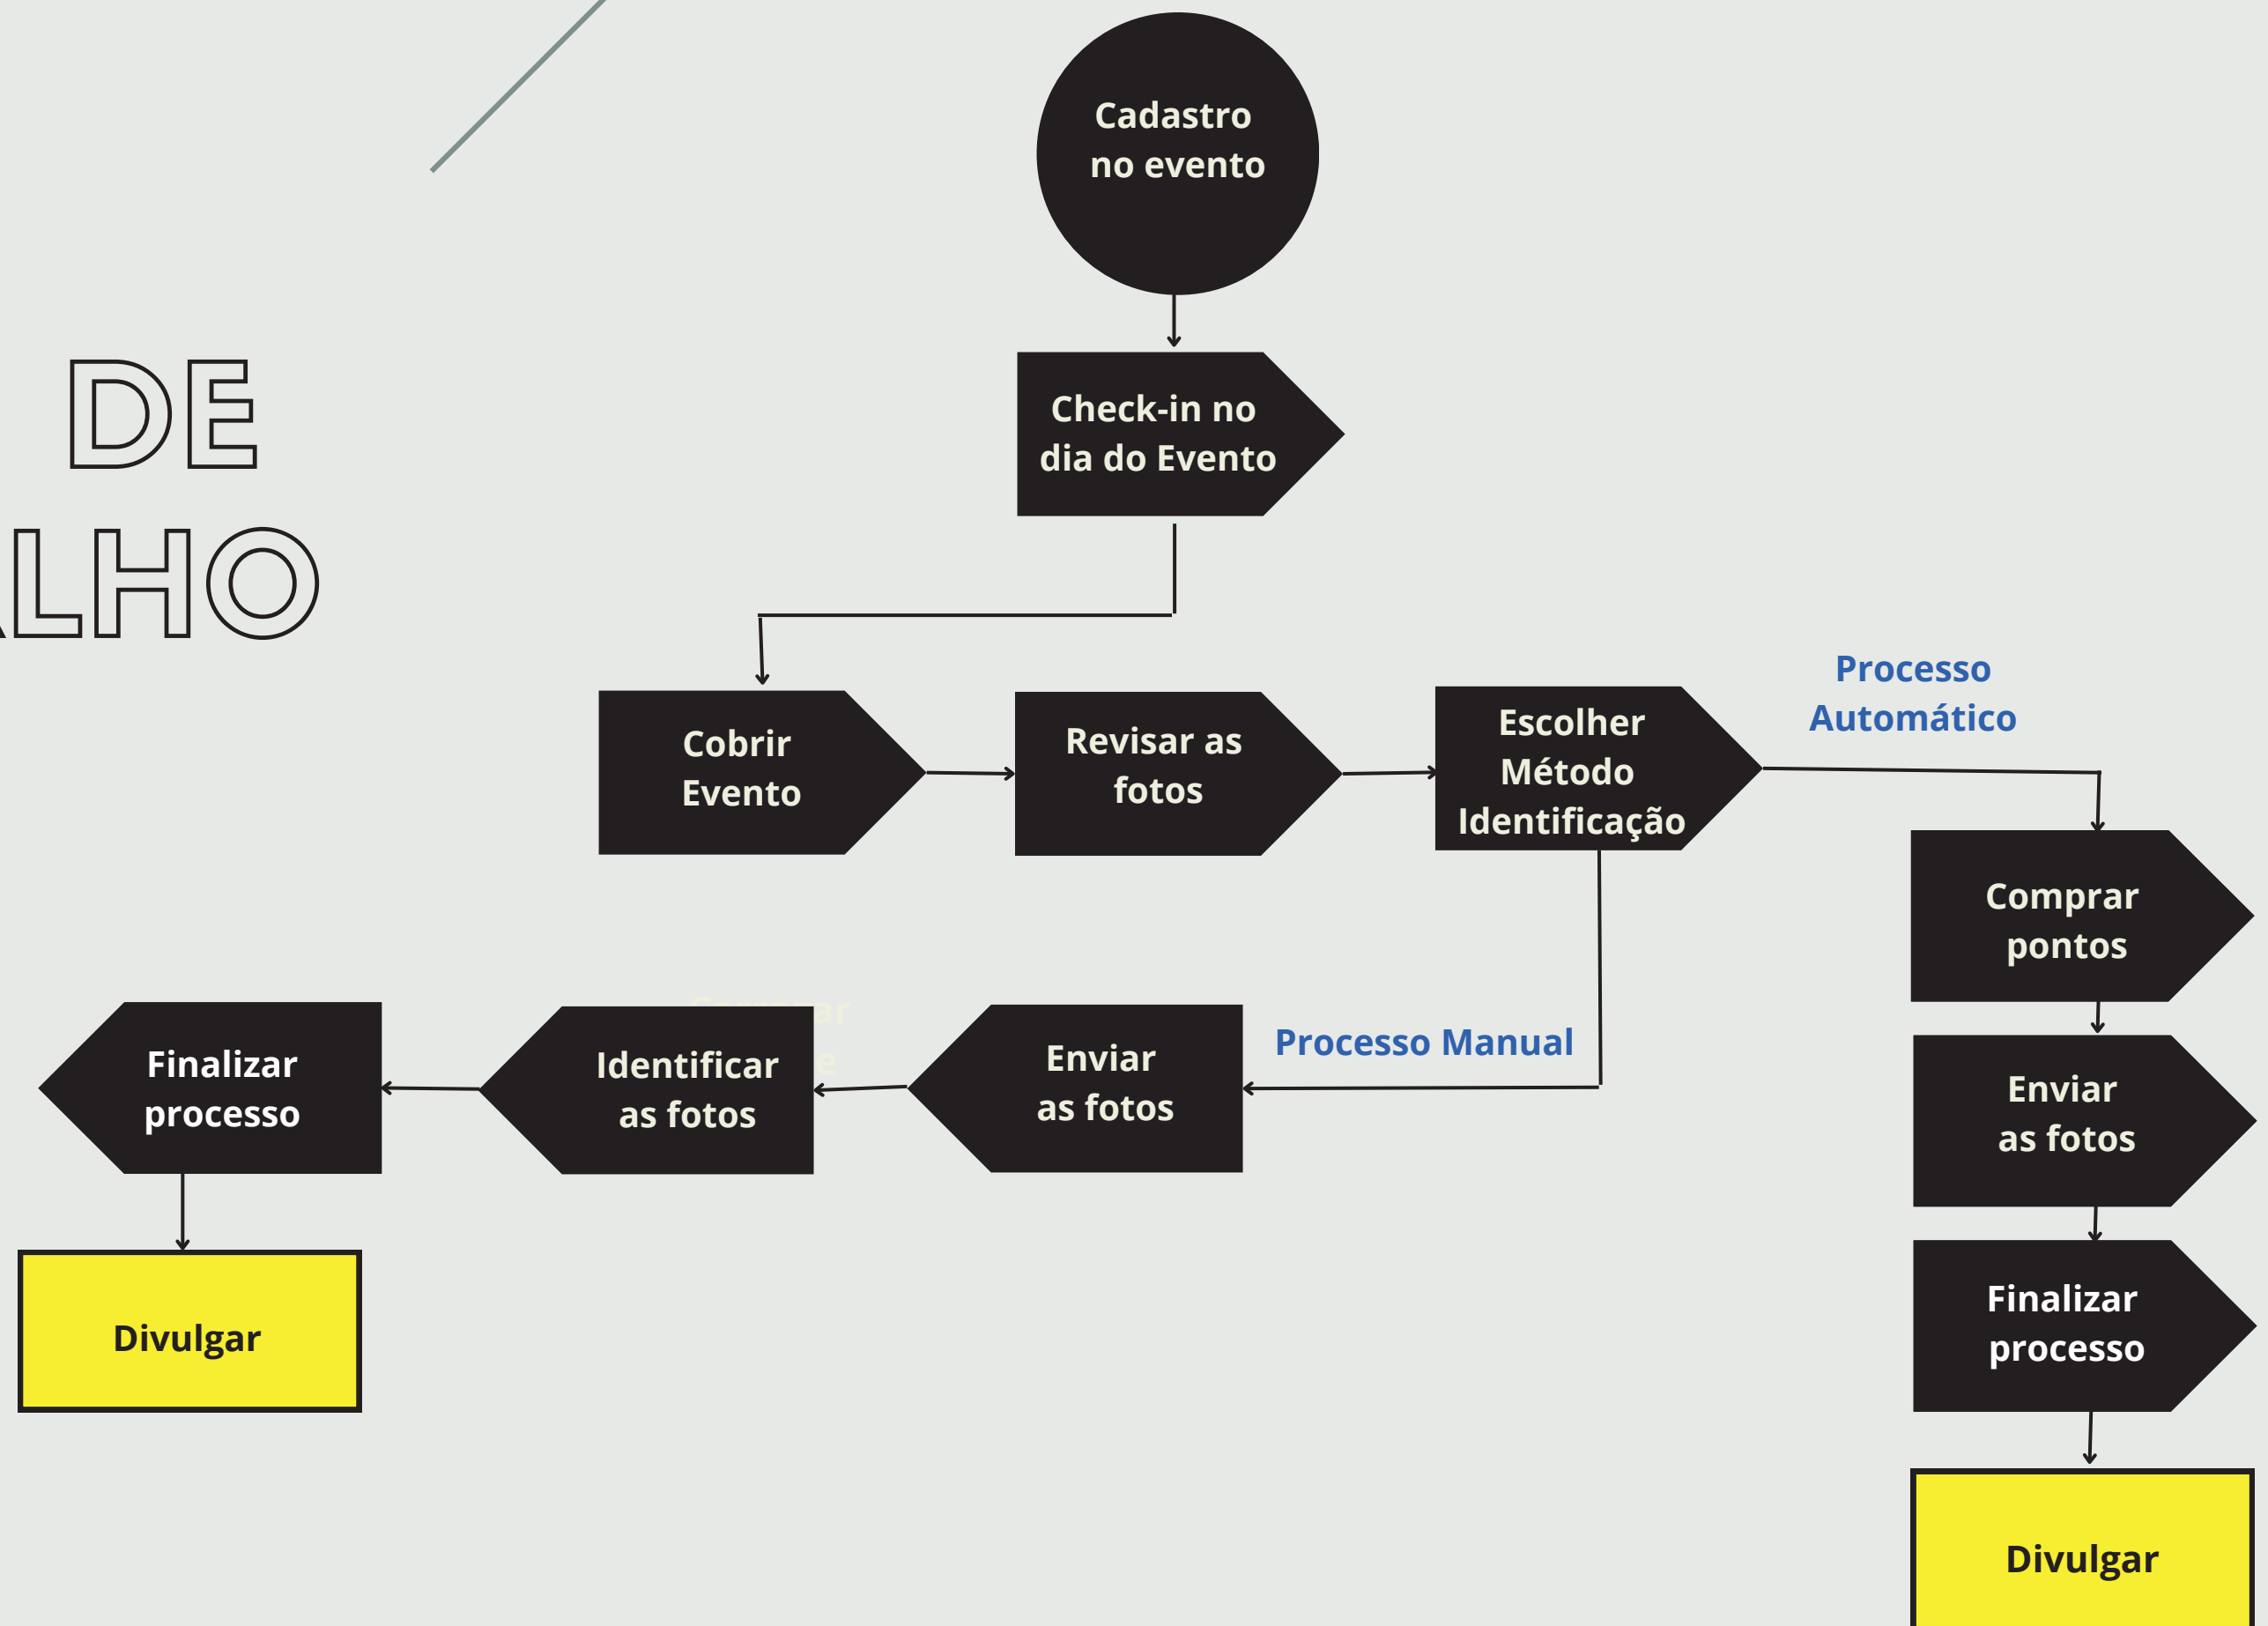 Cadastro
no evento
Check-in no
dia do Evento
DE
LHO
Cobrir
Evento
Revisar as
fotos
Escolher
Método
Identificação
Processo
Automático
Comprar
pontos
Enviar
as fotos
Finalizar
processo
Divulgar
Processo Manual
Enviar
as fotos
Identificar
as fotos
Finalizar
processo
Divulgar